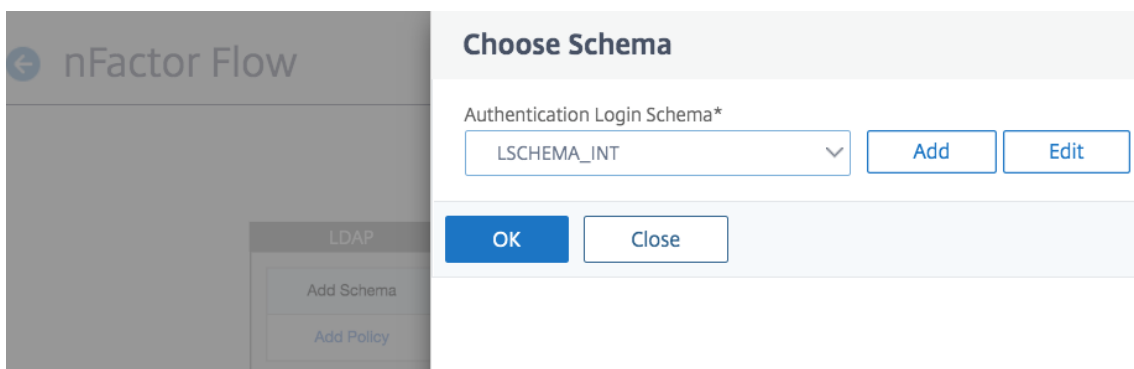 nFactor Flow
LDAP
Add Schema
Add Policy
Choose Schema
Authentication Login Schema*
LSCHEMA_INT
Add
Edit
OK
Close